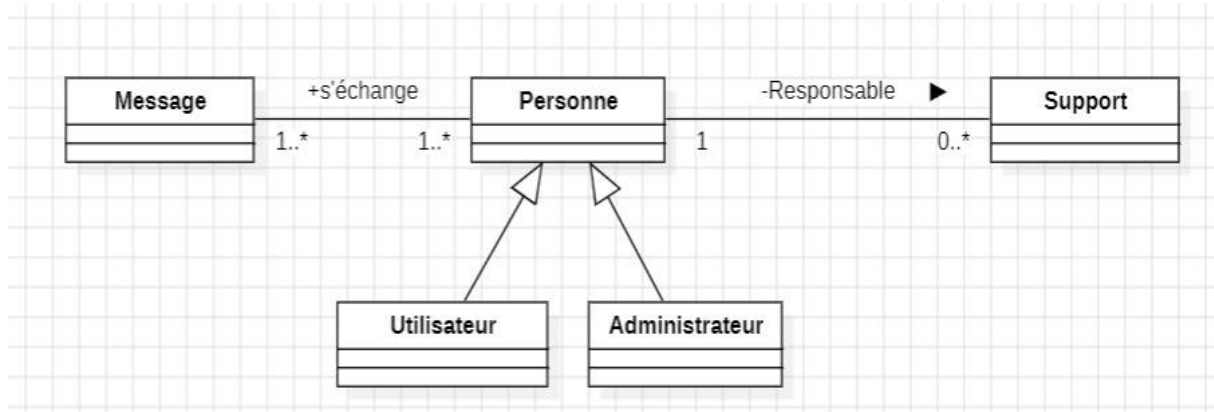 +s'échange
-Responsable ▶
Message
Personne
Support
1..*
1..*
1
0..*
Utilisateur
Administrateur